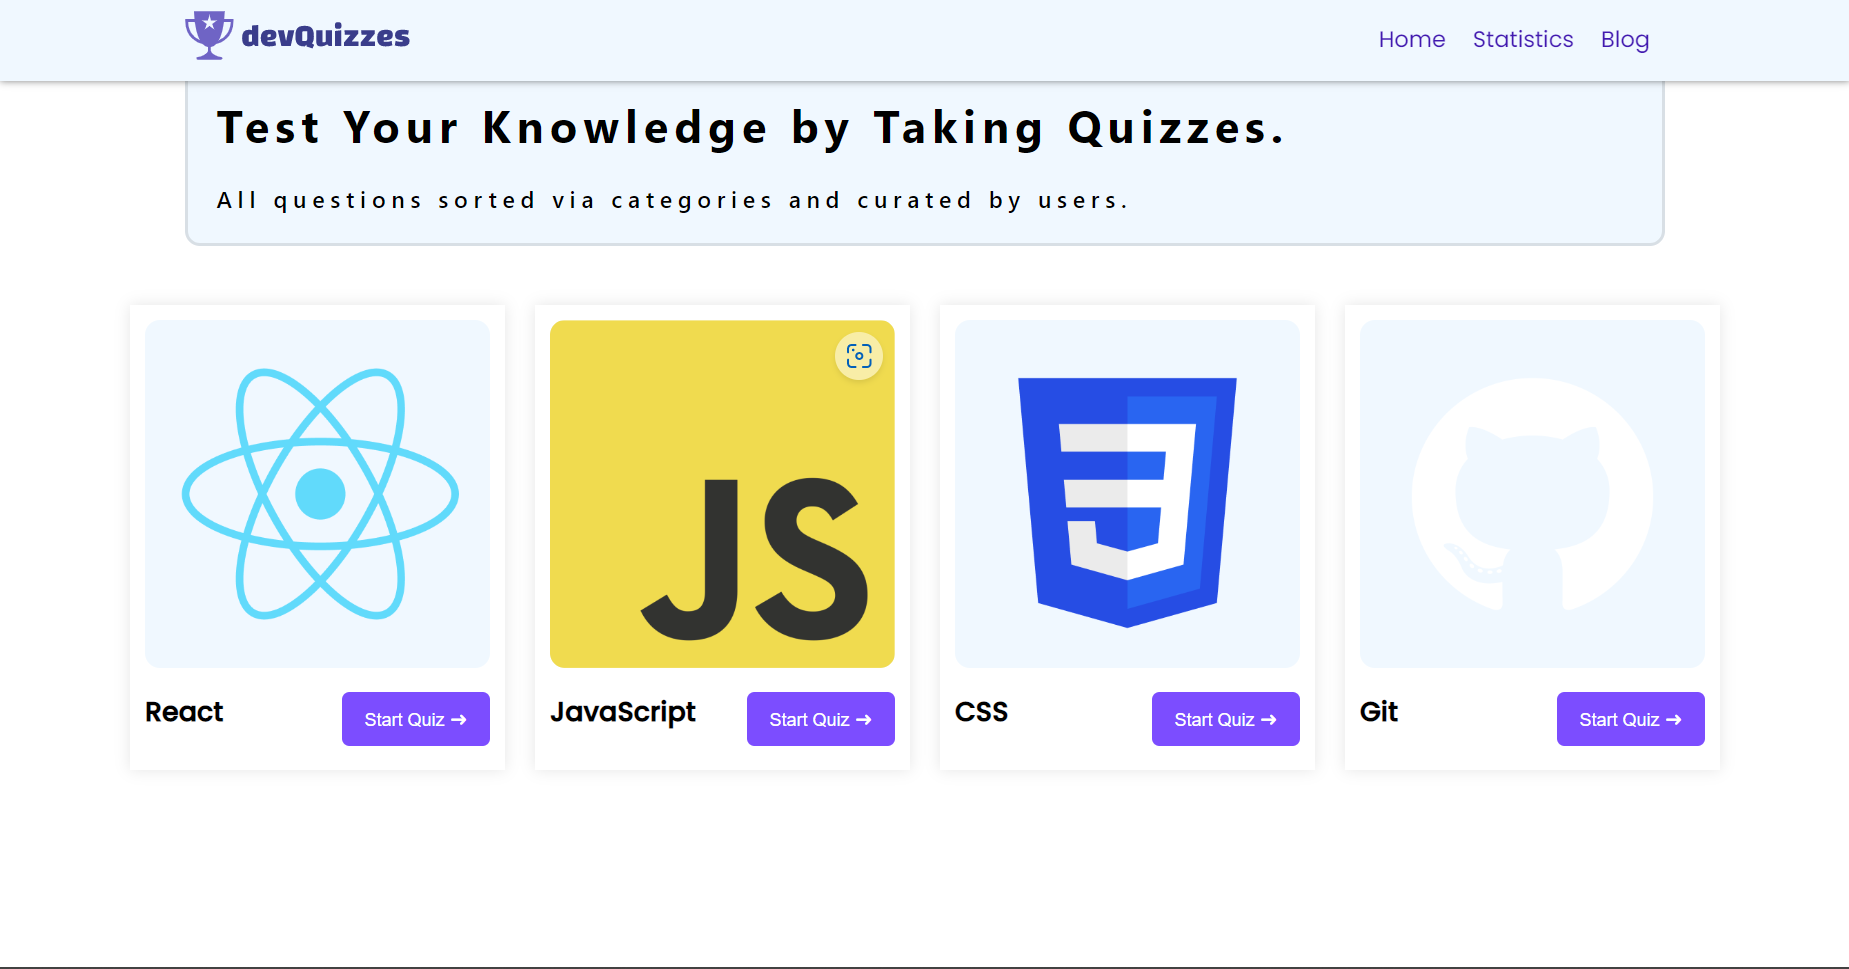 devQuizzes
Home Statistics Blog
Test Your Knowledge by Taking Quizzes.
All questions sorted via categories and curated by users.
JS
React Start Quiz →
JavaScript Start Quiz →
CSS Start Quiz →
Git Start Quiz →